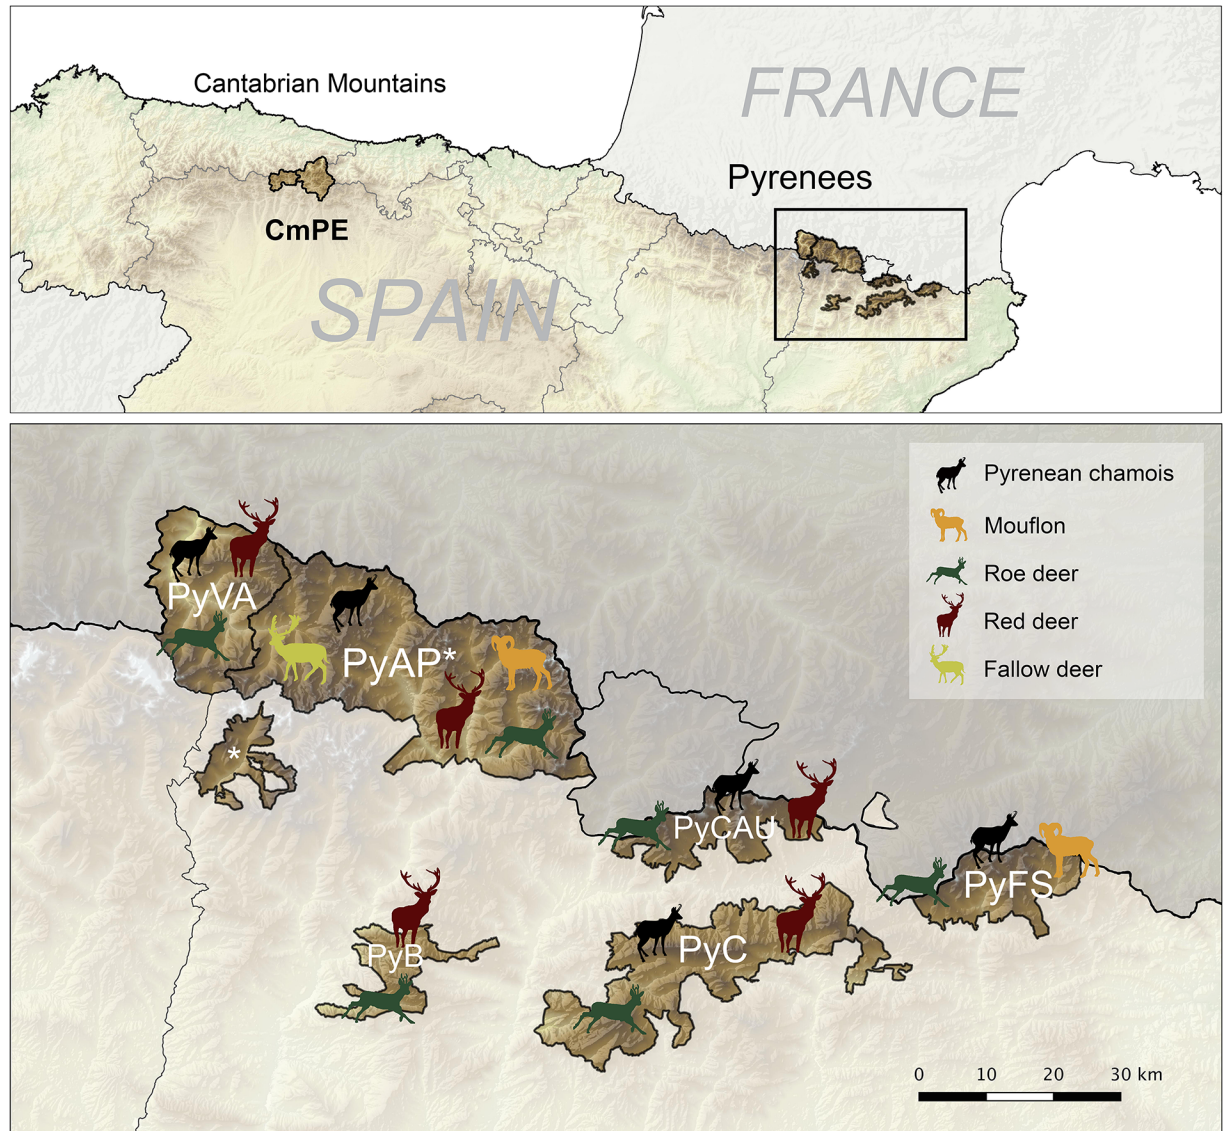 Cantabrian Mountains
FRANCE
Pyrenees
CmPE
SPAIN
Pyrenean chamois
Mouflon
Roe deer
Red deer
Fallow deer
PyVA
PyAP*
*
PyCAU
PyFS
PyC
PyB
0 10 20 30 km